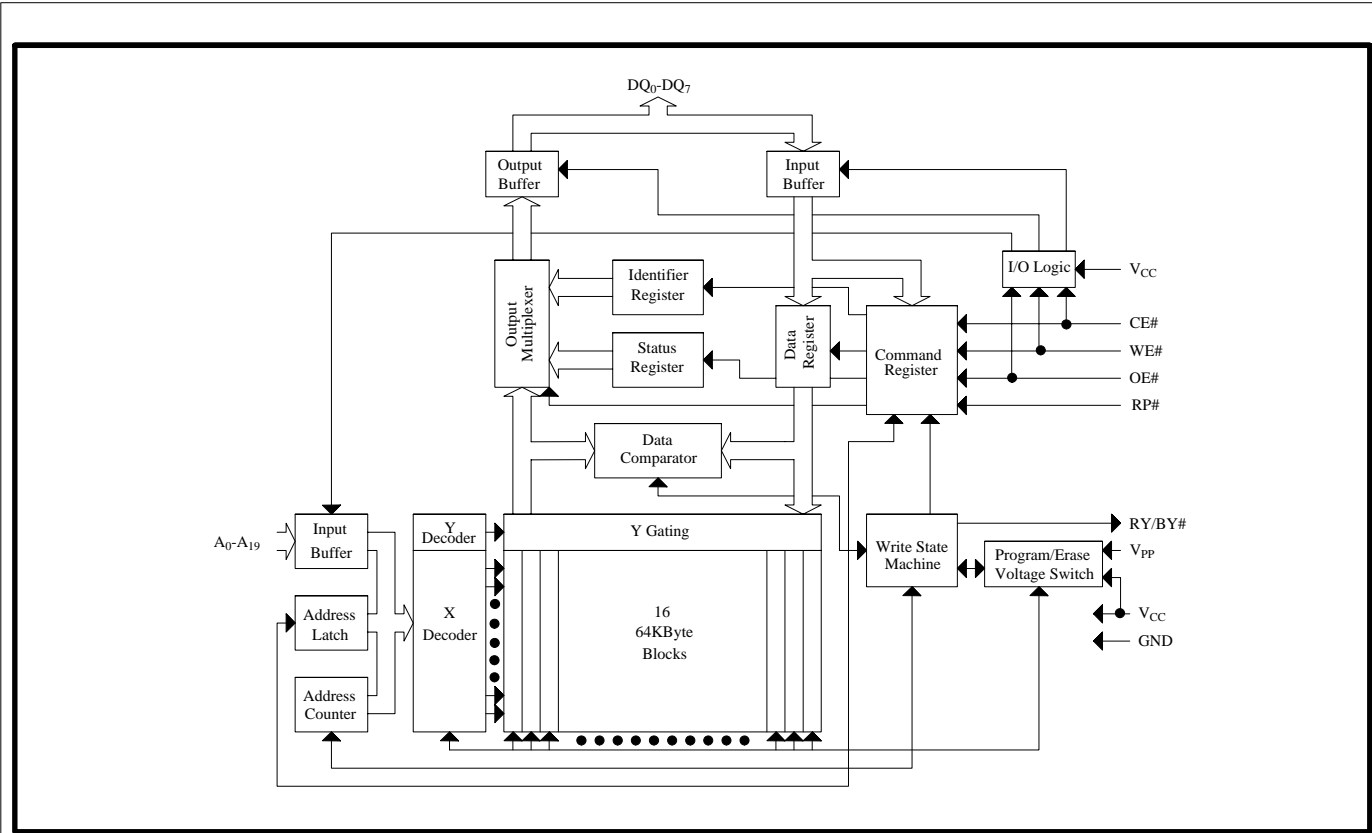 DQ0-DQ7
Output
Buffer
Input
Buffer
I/O Logic
VCC
Output
Multiplexer
Identifier
Register
Status
Register
Data
Register
Command
Register
CE#
WE#
OE#
RP#
Data
Comparator
A0-A19
Input
Buffer
Y
Decoder
Y Gating
Write State
Machine
Program/Erase
Voltage Switch
RY/BY#
VPP
VCC
GND
Address
Latch
X
Decoder
16
64KByte
Blocks
Address
Counter